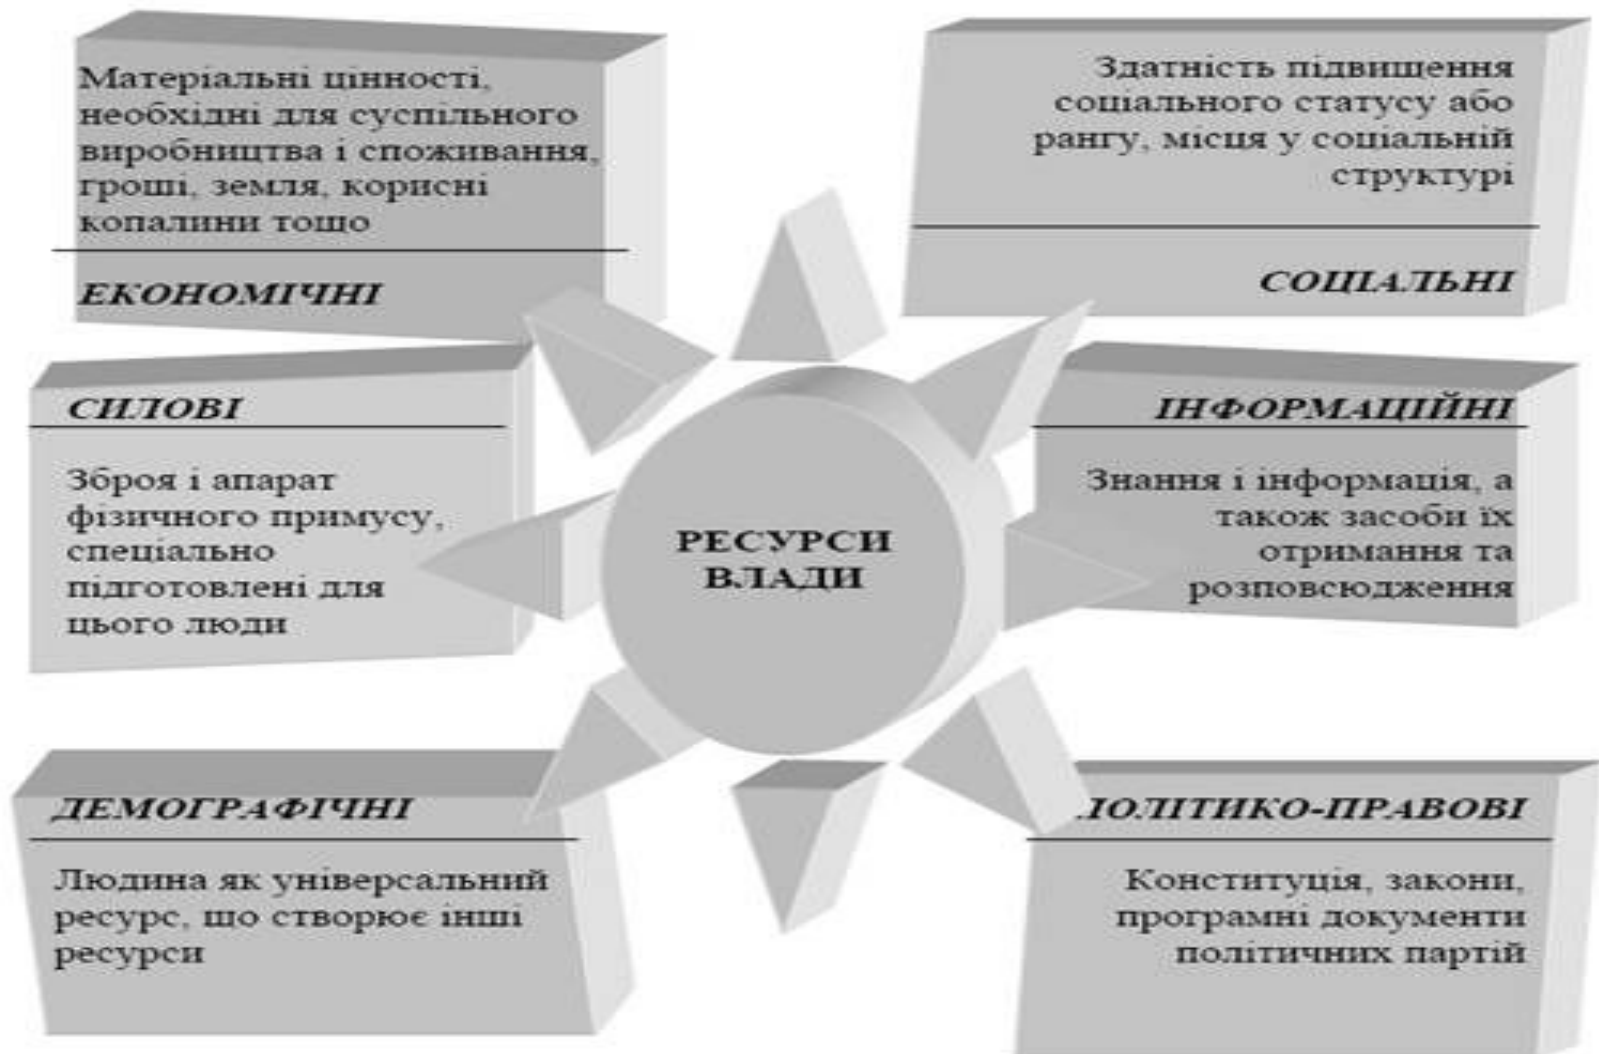 Матеріальні цінності,
необхідні для суспільного
виробництва і споживання,
гроші, земля, корисні
копалини тощо
ЕКОНОМІЧНІ
Здатність підвищення
соціального статусу або
рангу, місця у соціальній
структурі
СОЦІАЛЬНІ
СИЛОВІ
Зброя і апарат
фізичного примусу,
спеціально
підготовлені для
цього люди
РЕСУРСИ
ВЛАДИ
ІНФОРМАЦІЙНІ
Знання і інформація, а
також засоби їх
отримання та
розповсюдження
ДЕМОГРАФІЧНІ
Людина як універсальний
ресурс, що створює інші
ресурси
ПОЛІТИКО-ПРАВОВІ
Конституція, закони,
програмні документи
політичних партій